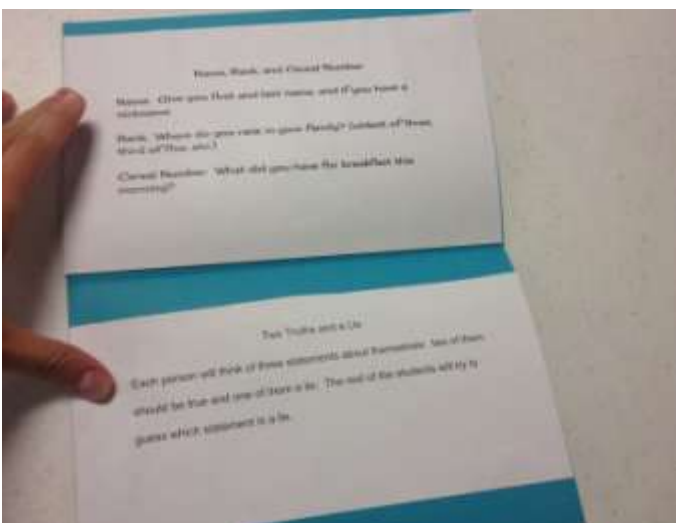 Name, Rank, and Cereal Number
Name: Give you first and last name, and if you have a
nickname.
Rank: Where do you rank in your family? (oldest of three,
third of five, etc.)
Cereal Number: What did you have for breakfast this
morning?
Two Truths and a Lie
Each person will think of three statements about themselves: two of them
should be true and one of them a lie. The rest of the students will try to
guess which statement is a lie.